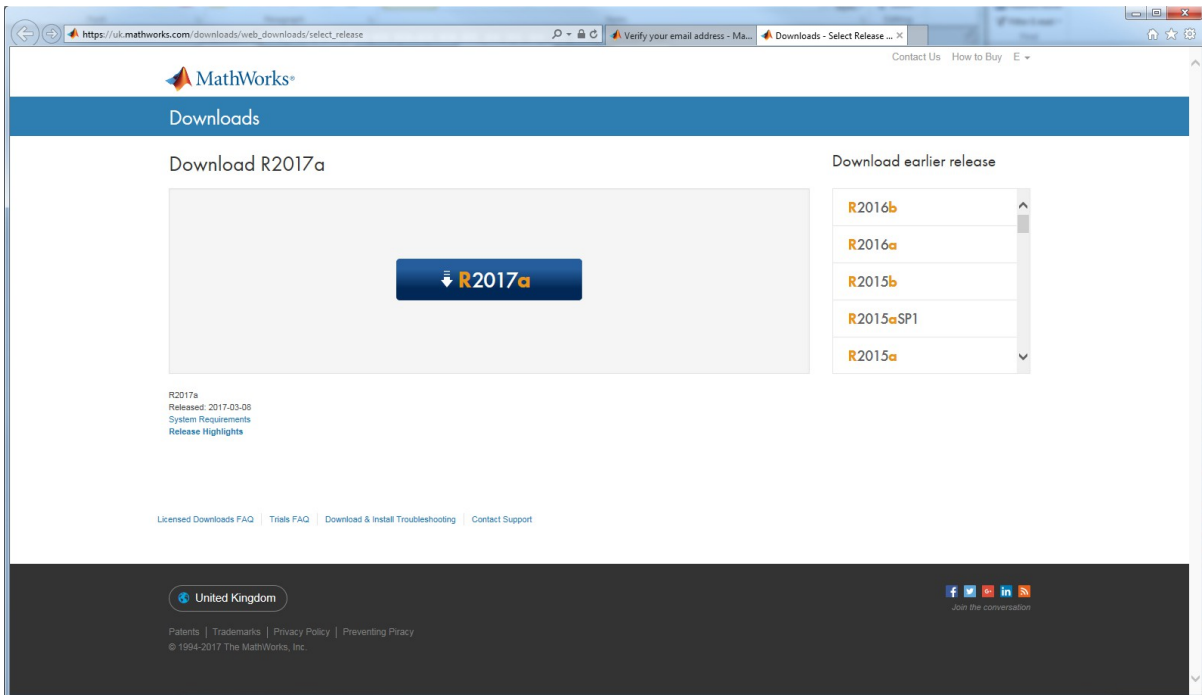 https://uk.mathworks.com/downloads/web_downloads/select_release
Verify your email address - Ma...
Downloads - Select Release ...
Contact Us How to Buy E
MathWorks®
Downloads
Download R2017a
Download earlier release
R2017a
R2016b
R2016a
R2015b
R2015aSP1
R2015a
R2017a
Released: 2017-03-08
System Requirements
Release Highlights
Licensed Downloads FAQ Trials FAQ Download & Install Troubleshooting Contact Support
United Kingdom
Join the conversation
Patents | Trademarks | Privacy Policy | Preventing Piracy
© 1994-2017 The MathWorks, Inc.